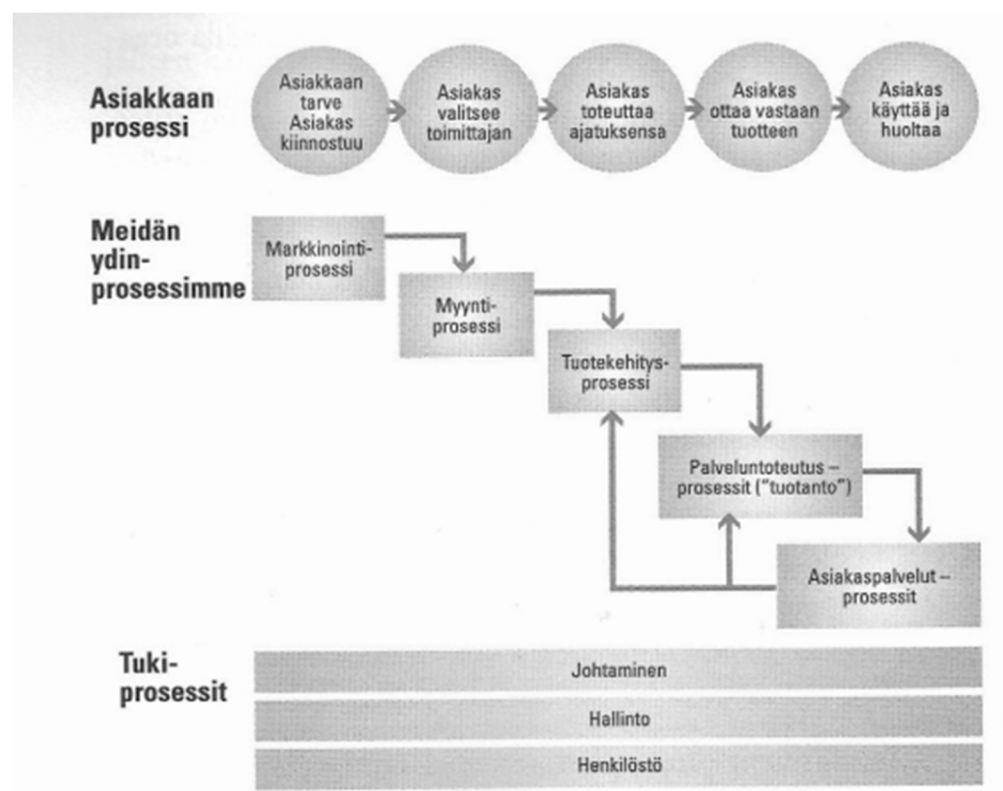 Asiakkaan
prosessi
Asiakkaan
tarve
Asiakas
kiinnostuu
Asiakas
valitsee
toimittajan
Asiakas
toteuttaa
ajatuksensa
Asiakas
ottaa vastaan
tuotteen
Asiakas
käyttää ja
huoltaa
Meidän
ydin-
prosessimme
Markkinointi-
prosessi
Myynti-
prosessi
Tuotekehitys-
prosessi
Palveluntoteutus –
prosessit ("tuotanto")
Asiakaspalvelut –
prosessit
Tuki-
prosessit
Johtaminen
Hallinto
Henkilöstö